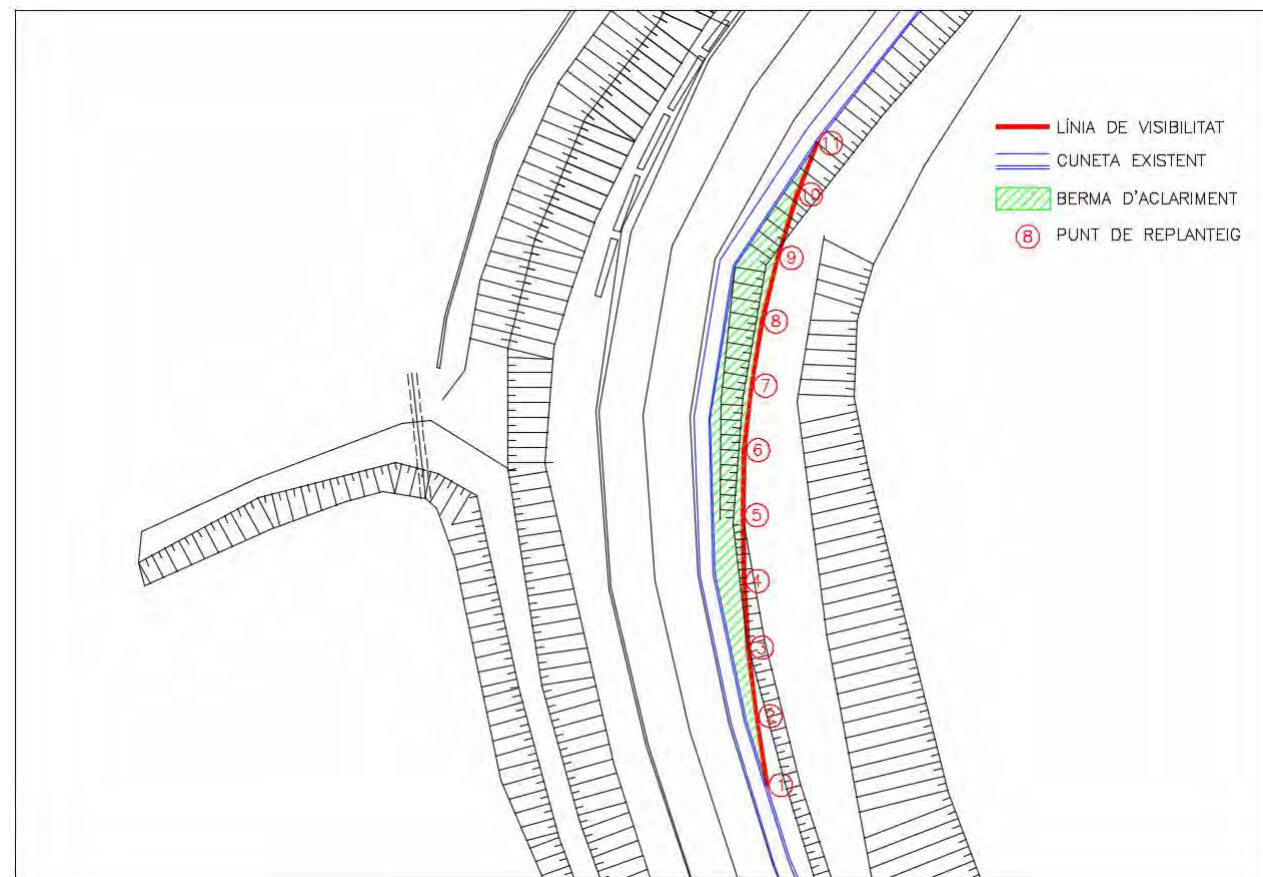 LÍNIA DE VISIBILITAT
CUNETA EXISTENT
BERMA D'ACLARIMENT
8 PUNT DE REPLANTEIG
11
10
9
8
7
6
5
4
3
2
1